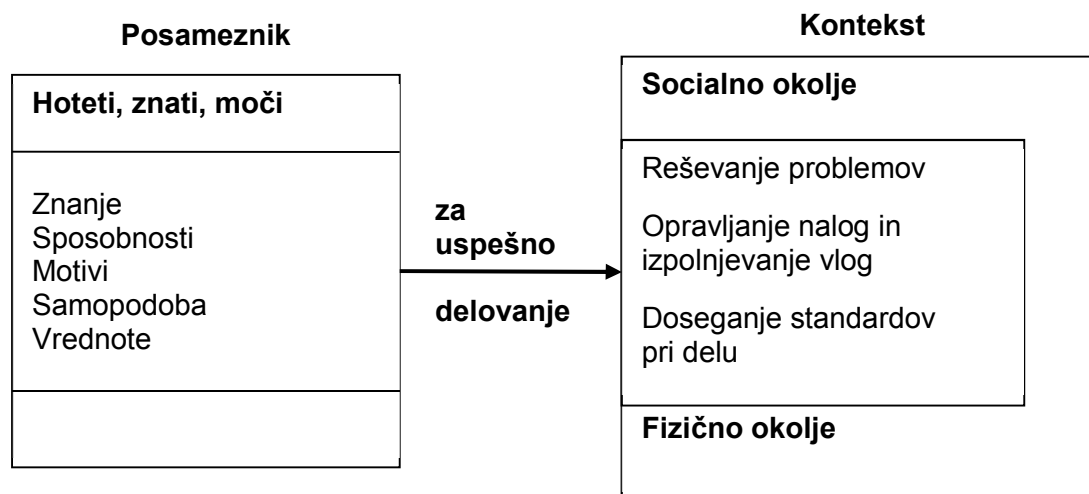 Posameznik
Hoteti, znati, moči
Znanje
Sposobnosti
Motivi
Samopodoba
Vrednote
za
uspešno
delovanje
Kontekst
Socialno okolje
Reševanje problemov
Opravljanje nalog in
izpolnjevanje vlog
Doseganje standardov
pri delu
Fizično okolje